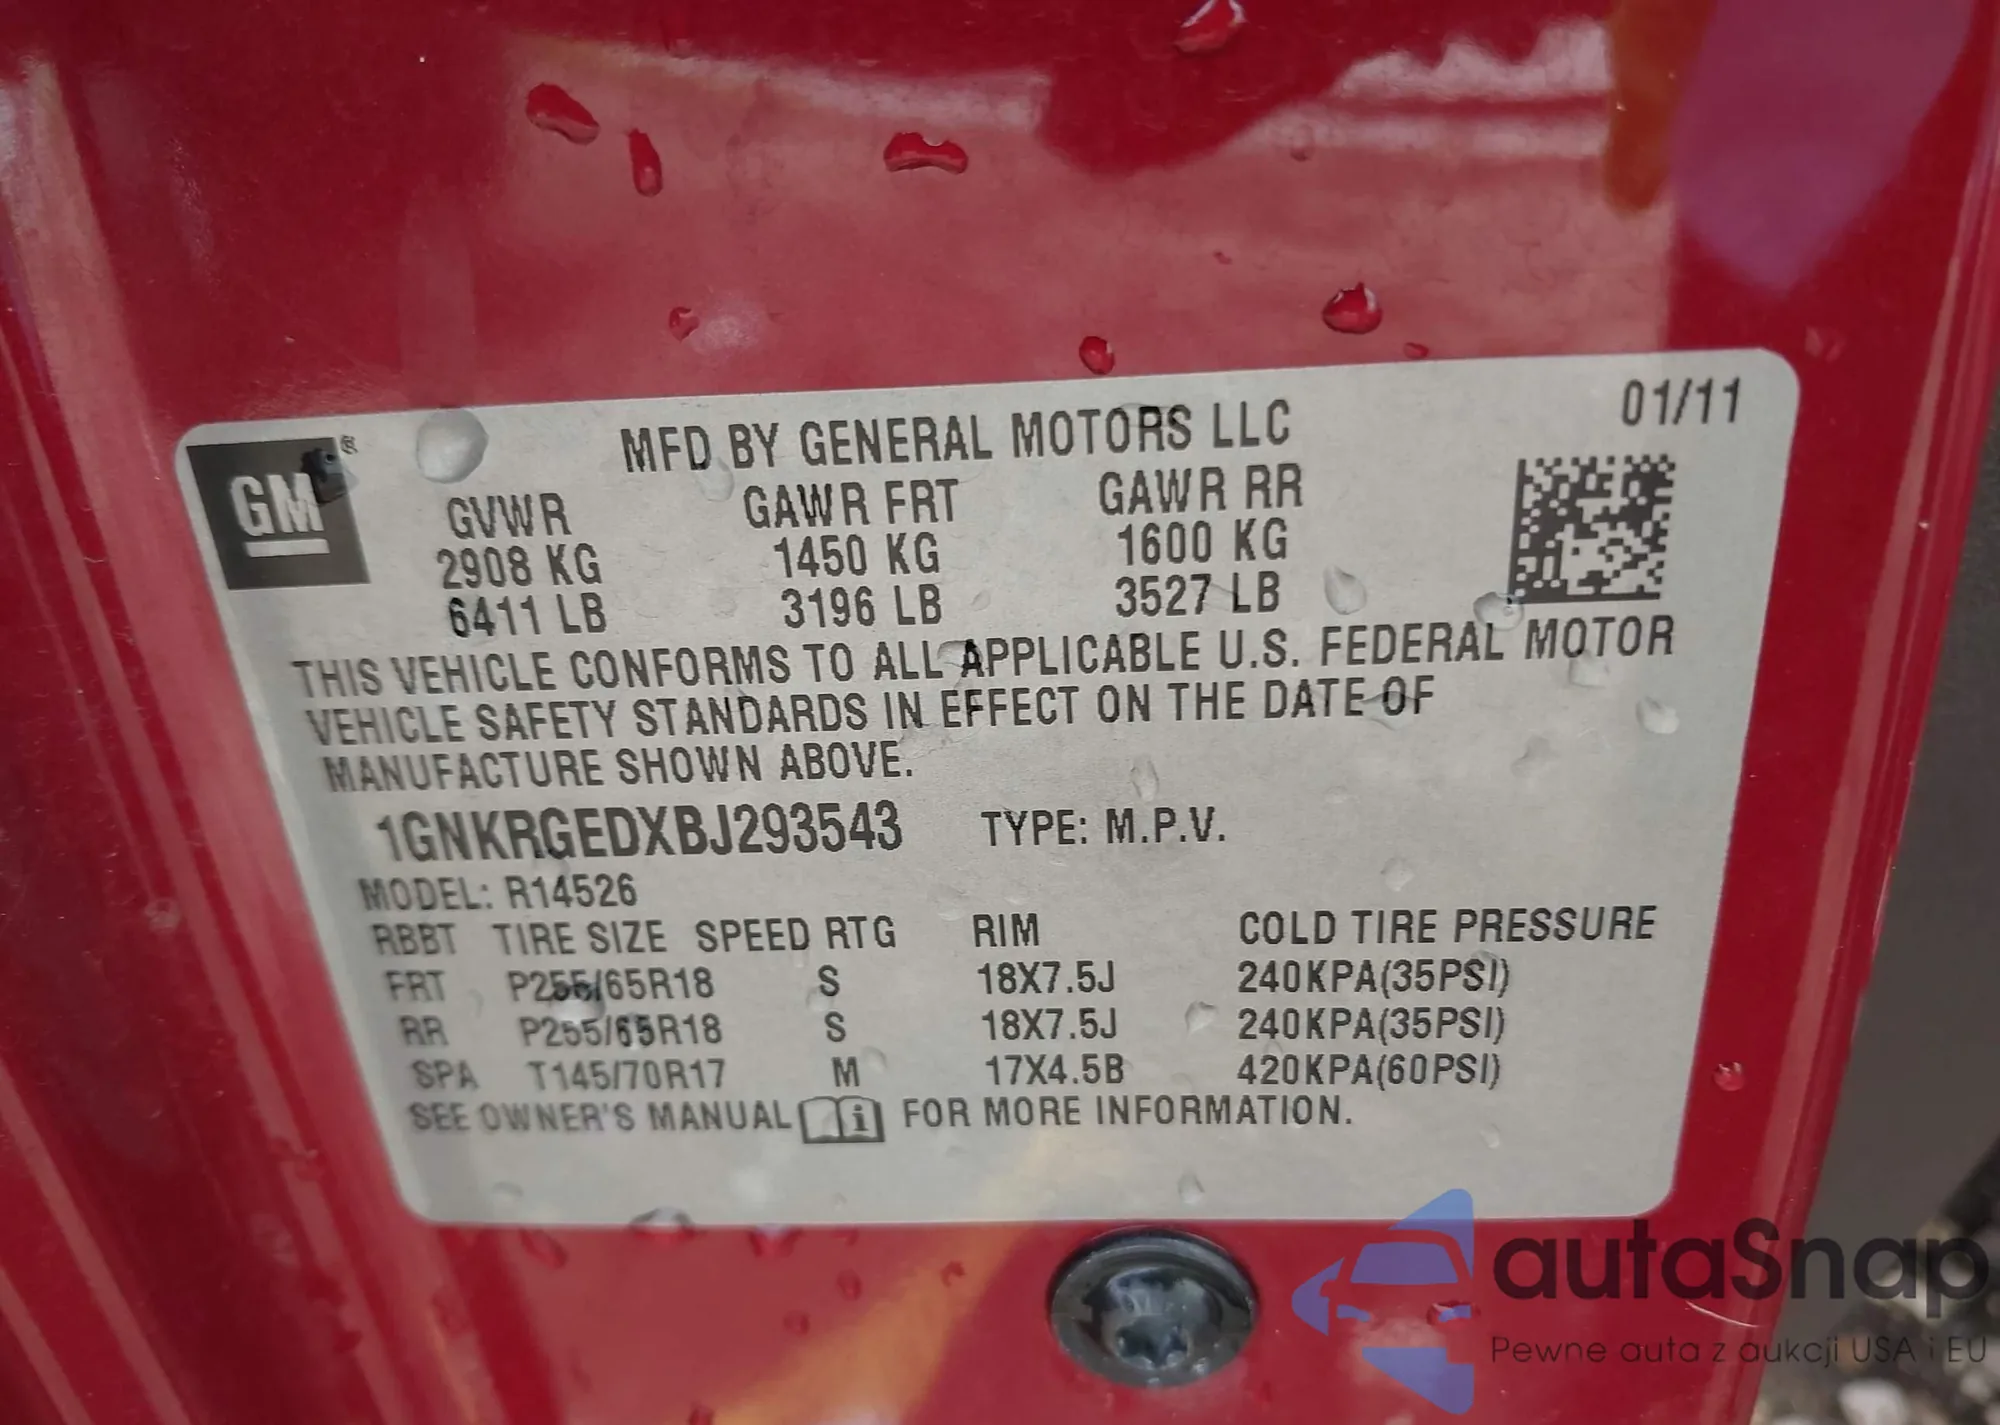 01/11
GM®
MFD BY GENERAL MOTORS LLC
GVWR GAWR FRT GAWR RR
2908 KG 1450 KG 1600 KG
6411 LB 3196 LB 3527 LB
THIS VEHICLE CONFORMS TO ALL APPLICABLE U.S. FEDERAL MOTOR
VEHICLE SAFETY STANDARDS IN EFFECT ON THE DATE OF
MANUFACTURE SHOWN ABOVE.
1GNKRGEDXBJ293543 TYPE: M.P.V.
MODEL: R14526
RBBT TIRE SIZE SPEED RTG RIM COLD TIRE PRESSURE
FRT P255/65R18 S 18X7.5J 240KPA(35PSI)
RR P255/65R18 S 18X7.5J 240KPA(35PSI)
SPA T145/70R17 M 17X4.5B 420KPA(60PSI)
SEE OWNER'S MANUAL i FOR MORE INFORMATION.
autaSnap
Pewne auta z aukcji USA i EU